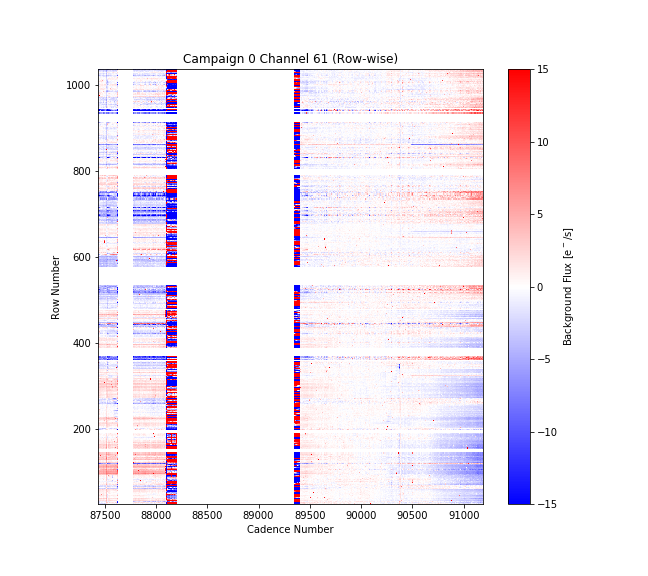 Campaign 0 Channel 61 (Row-wise)
1000
800
600
400
200
Row Number
87500 88000 88500 89000 89500 90000 90500 91000
Cadence Number
15
10
5
0
−5
−10
−15
Background Flux [e⁻/s]